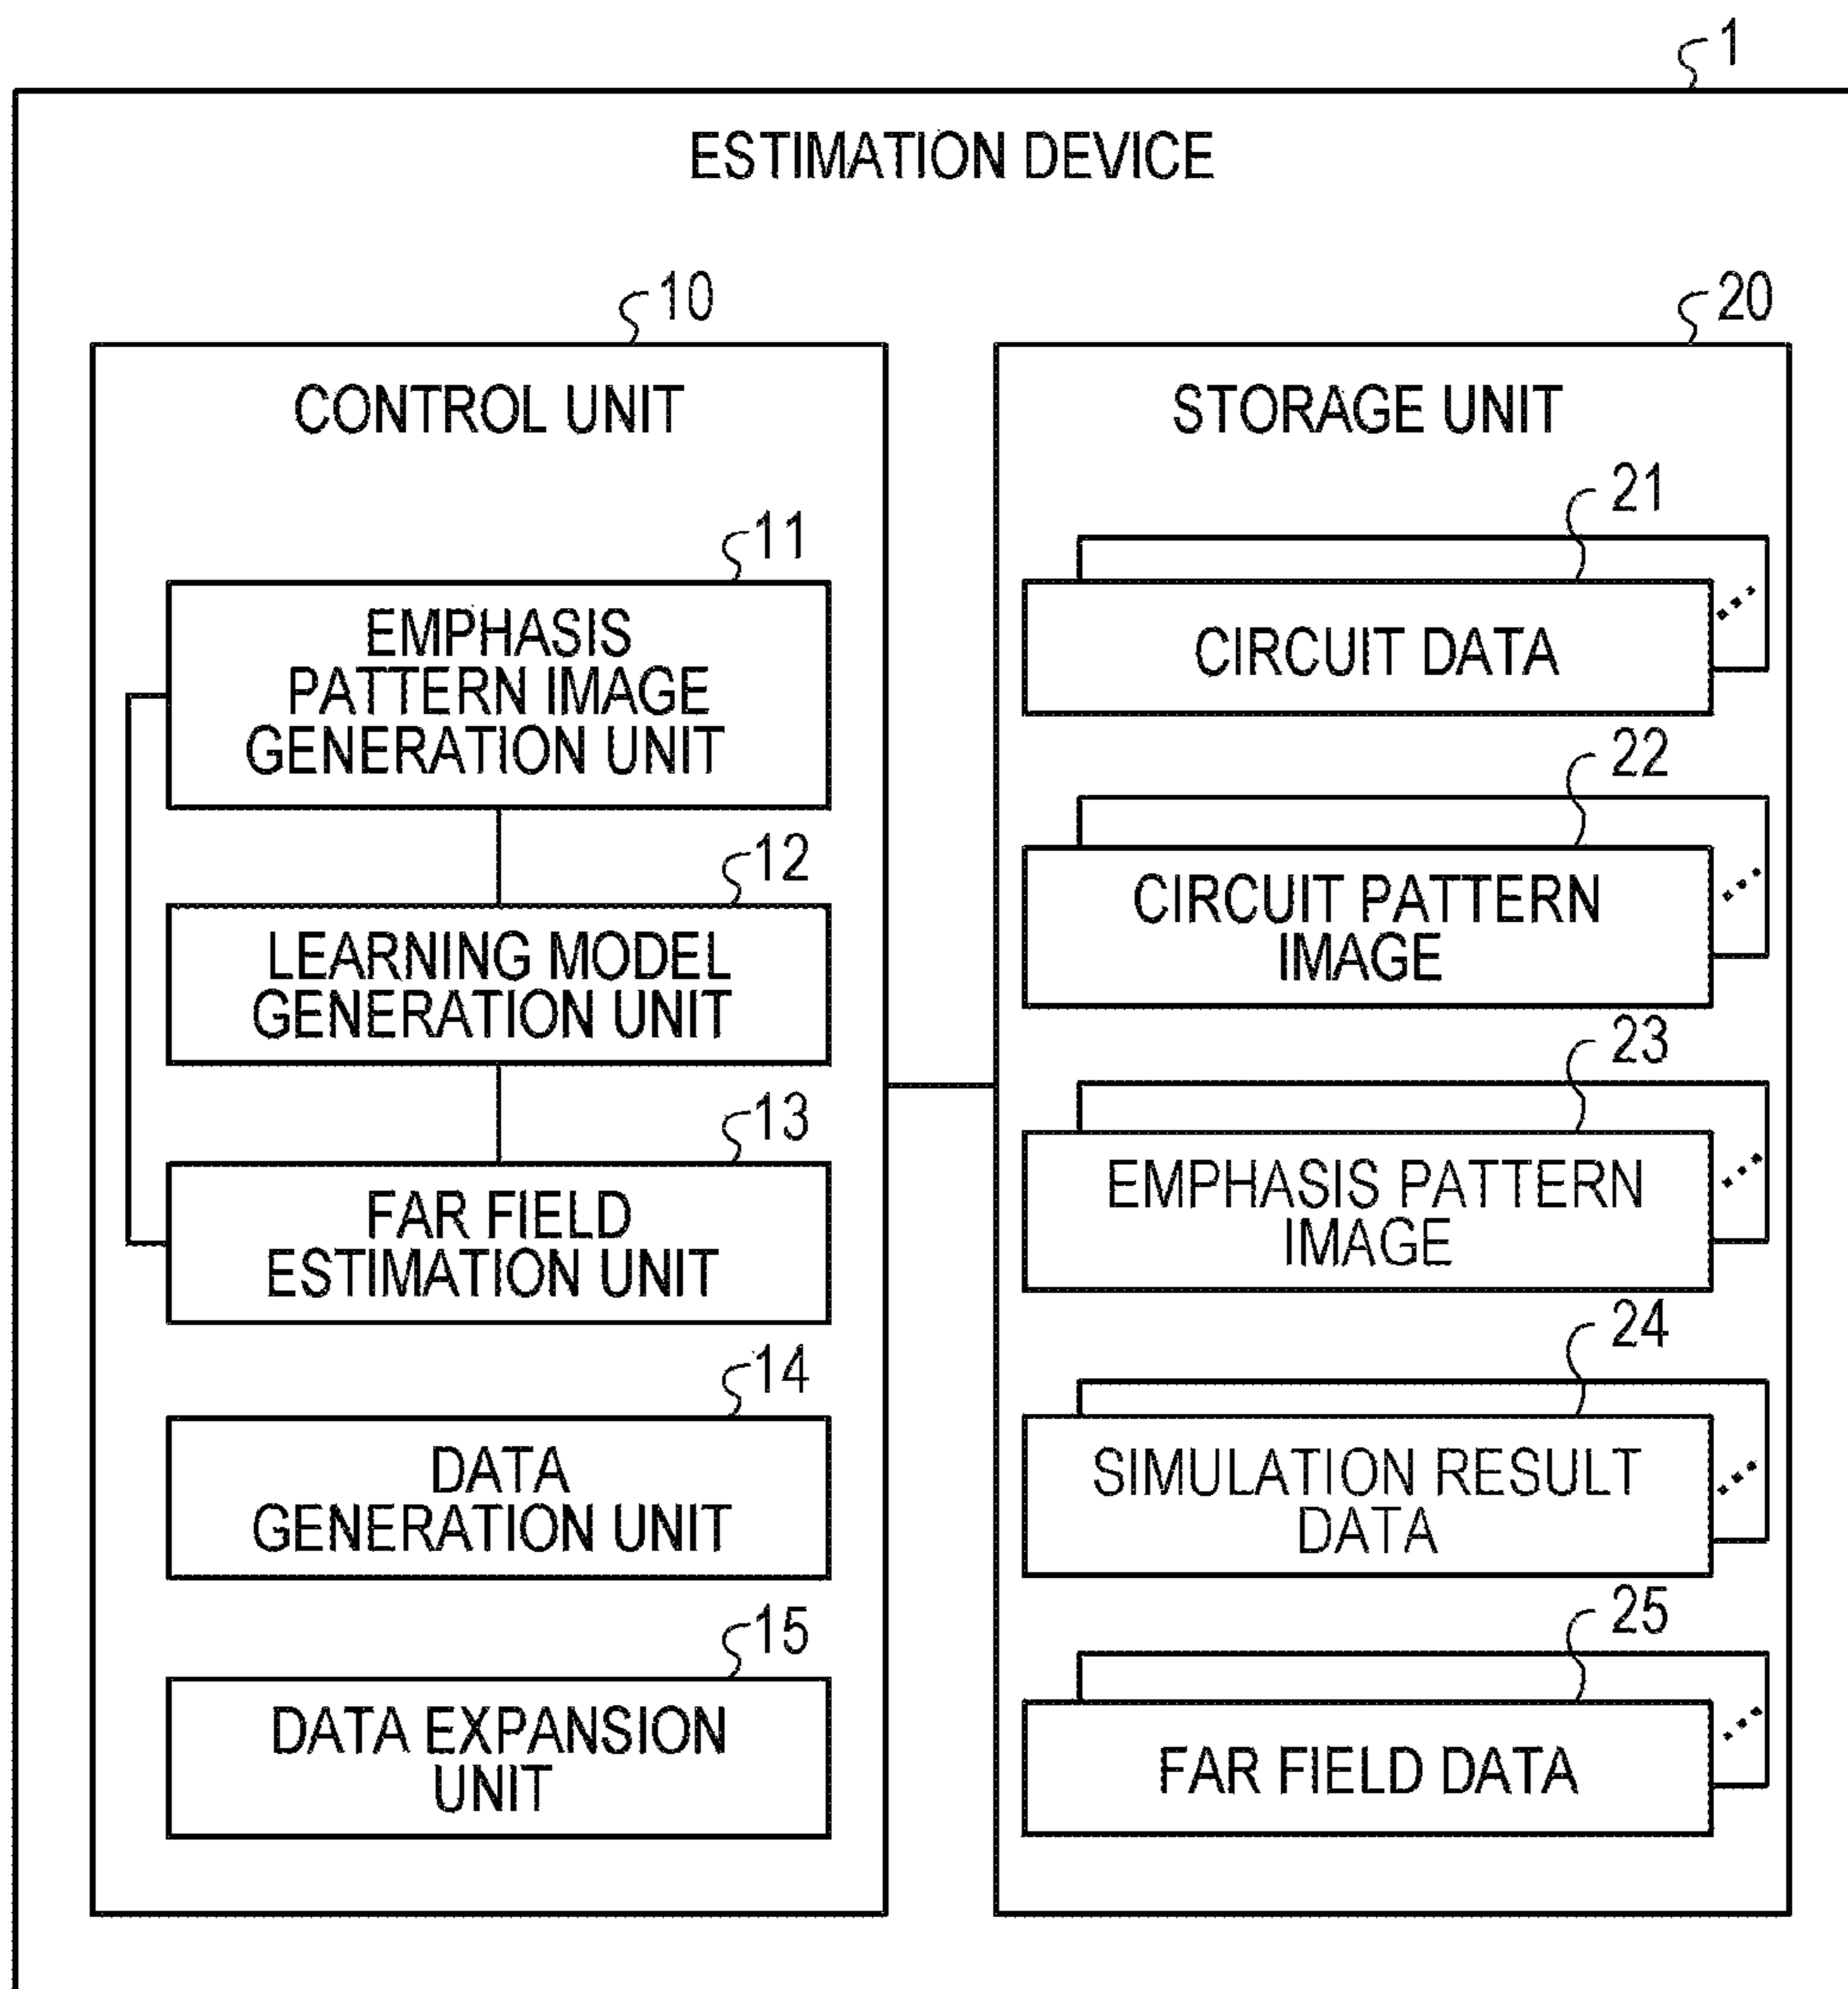 1
ESTIMATION DEVICE
10
CONTROL UNIT
11
EMPHASIS
PATTERN IMAGE
GENERATION UNIT
12
LEARNING MODEL
GENERATION UNIT
13
FAR FIELD
ESTIMATION UNIT
14
DATA
GENERATION UNIT
15
DATA EXPANSION
UNIT
20
STORAGE UNIT
21
CIRCUIT DATA
22
CIRCUIT PATTERN
IMAGE
23
EMPHASIS PATTERN
IMAGE
24
SIMULATION RESULT
DATA
25
FAR FIELD DATA